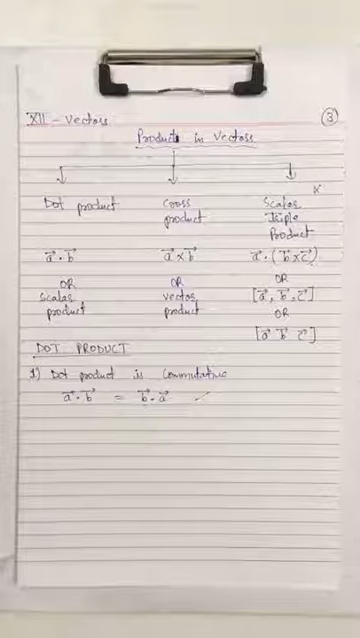 XII - Vectors
③
Products in Vectors
Dot product
Cross product
Scalar Triple Product
x
a⃗ . b⃗
a⃗ x b⃗
a⃗ . (b⃗ x c⃗)
OR
OR
OR
Scalar product
vector product
[a⃗, b⃗, c⃗]
OR
[a⃗ b⃗ c⃗]
DOT PRODUCT
1) Dot product is Commutative
a⃗ . b⃗ = b⃗ . a⃗ ✓